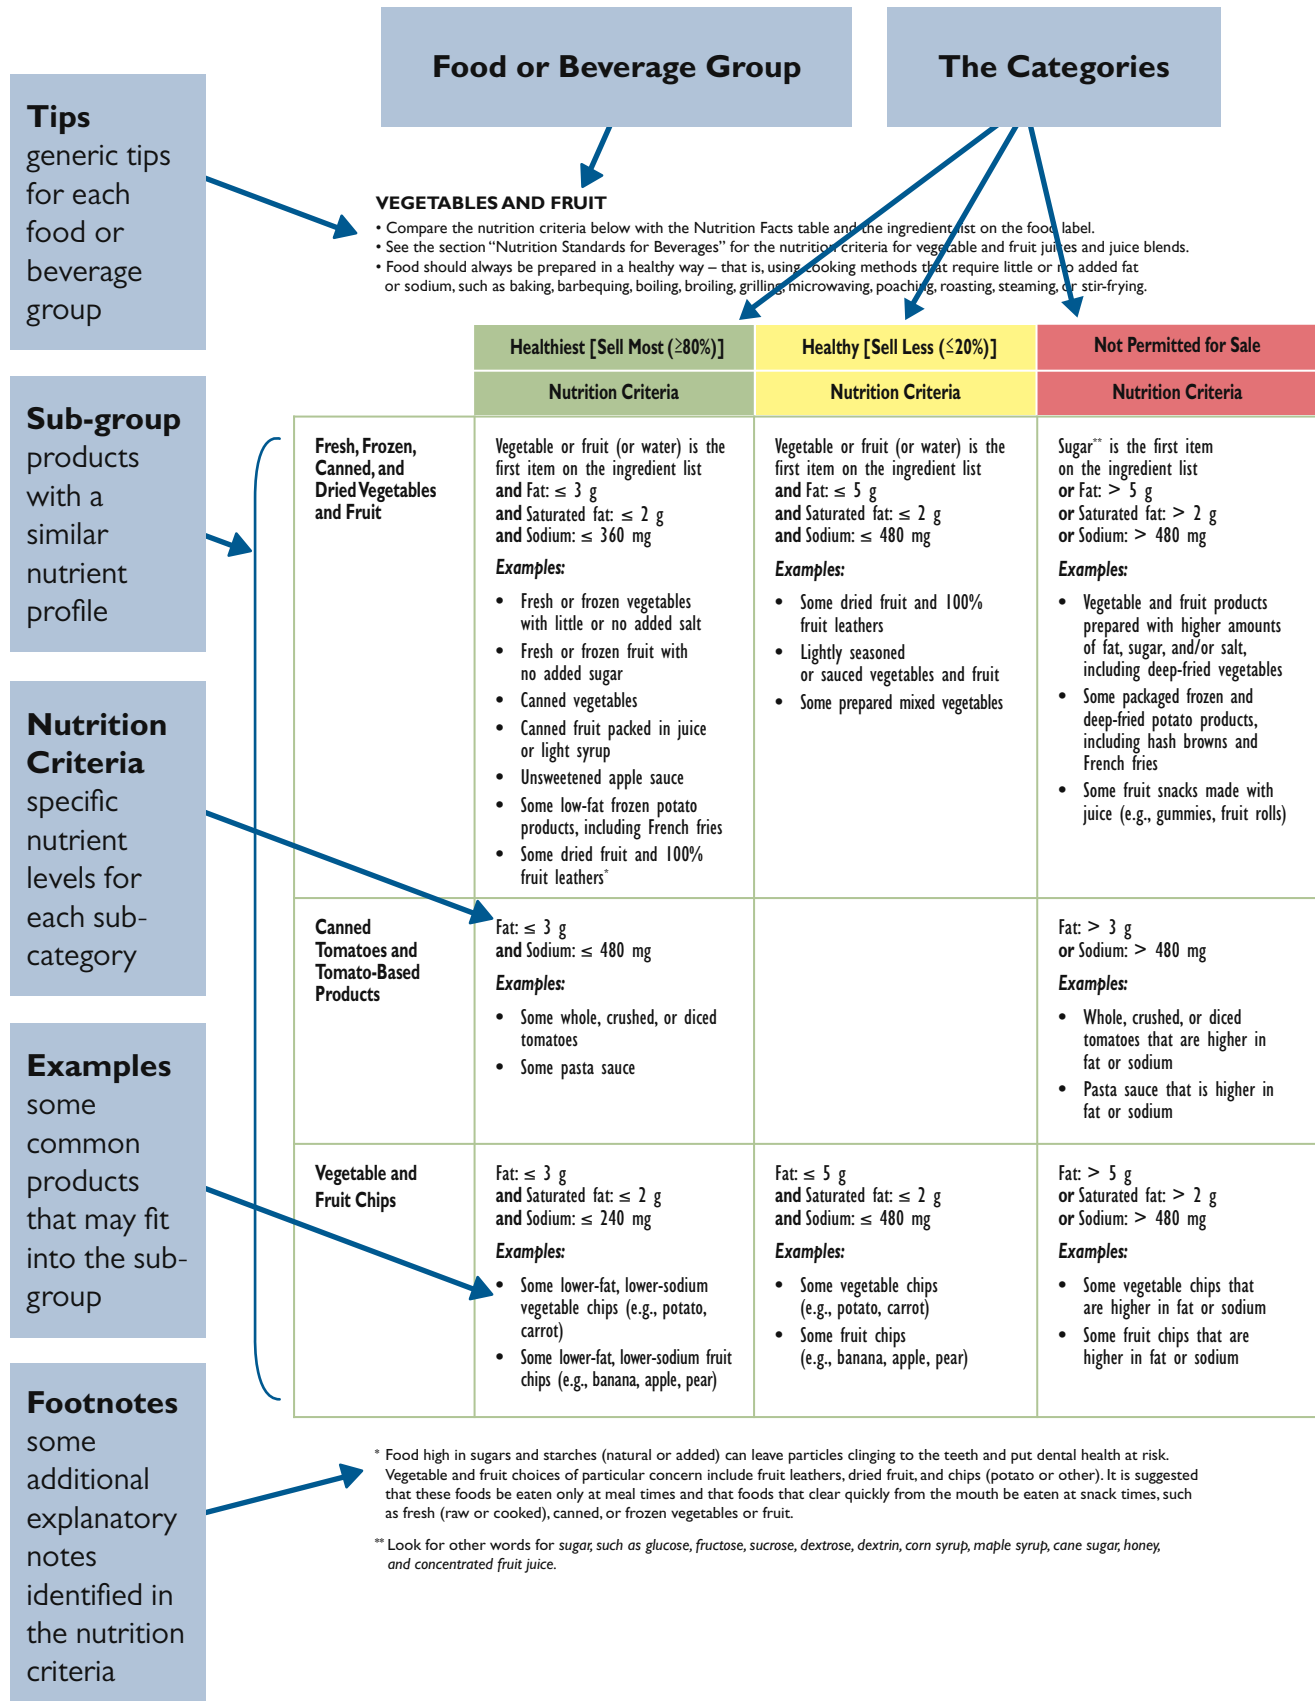 Food or Beverage Group
The Categories
Tips
generic tips
for each
food or
beverage
group
Sub-group
products
with a
similar
nutrient
profile
Nutrition
Criteria
specific
nutrient
levels for
each sub-
category
Examples
some
common
products
that may fit
into the sub-
group
Footnotes
some
additional
explanatory
notes
identified in
the nutrition
criteria
VEGETABLES AND FRUIT
• Compare the nutrition criteria below with the Nutrition Facts table and the ingredient list on the food label.
• See the section “Nutrition Standards for Beverages” for the nutrition criteria for vegetable and fruit juices and juice blends.
• Food should always be prepared in a healthy way – that is, using cooking methods that require little or no added fat
or sodium, such as baking, barbequing, boiling, broiling, grilling, microwaving, poaching, roasting, steaming, or stir-frying.
Healthiest [Sell Most (≥80%)]
Healthy [Sell Less (≤20%)]
Not Permitted for Sale
Nutrition Criteria
Nutrition Criteria
Nutrition Criteria
Fresh, Frozen,
Canned, and
Dried Vegetables
and Fruit
Vegetable or fruit (or water) is the
first item on the ingredient list
and Fat: ≤ 3 g
and Saturated fat: ≤ 2 g
and Sodium: ≤ 360 mg
Examples:
• Fresh or frozen vegetables
with little or no added salt
• Fresh or frozen fruit with
no added sugar
• Canned vegetables
• Canned fruit packed in juice
or light syrup
• Unsweetened apple sauce
• Some low-fat frozen potato
products, including French fries
• Some dried fruit and 100%
fruit leathers*
Vegetable or fruit (or water) is the
first item on the ingredient list
and Fat: ≤ 5 g
and Saturated fat: ≤ 2 g
and Sodium: ≤ 480 mg
Examples:
• Some dried fruit and 100%
fruit leathers
• Lightly seasoned
or sauced vegetables and fruit
• Some prepared mixed vegetables
Sugar** is the first item
on the ingredient list
or Fat: > 5 g
or Saturated fat: > 2 g
or Sodium: > 480 mg
Examples:
• Vegetable and fruit products
prepared with higher amounts
of fat, sugar, and/or salt,
including deep-fried vegetables
• Some packaged frozen and
deep-fried potato products,
including hash browns and
French fries
• Some fruit snacks made with
juice (e.g., gummies, fruit rolls)
Canned
Tomatoes and
Tomato-Based
Products
Fat: ≤ 3 g
and Sodium: ≤ 480 mg
Examples:
• Some whole, crushed, or diced
tomatoes
• Some pasta sauce
Fat: > 3 g
or Sodium: > 480 mg
Examples:
• Whole, crushed, or diced
tomatoes that are higher in
fat or sodium
• Pasta sauce that is higher in
fat or sodium
Vegetable and
Fruit Chips
Fat: ≤ 3 g
and Saturated fat: ≤ 2 g
and Sodium: ≤ 240 mg
Examples:
• Some lower-fat, lower-sodium
vegetable chips (e.g., potato,
carrot)
• Some lower-fat, lower-sodium fruit
chips (e.g., banana, apple, pear)
Fat: ≤ 5 g
and Saturated fat: ≤ 2 g
and Sodium: ≤ 480 mg
Examples:
• Some vegetable chips
(e.g., potato, carrot)
• Some fruit chips
(e.g., banana, apple, pear)
Fat: > 5 g
or Saturated fat: > 2 g
or Sodium: > 480 mg
Examples:
• Some vegetable chips that
are higher in fat or sodium
• Some fruit chips that are
higher in fat or sodium
* Food high in sugars and starches (natural or added) can leave particles clinging to the teeth and put dental health at risk.
Vegetable and fruit choices of particular concern include fruit leathers, dried fruit, and chips (potato or other). It is suggested
that these foods be eaten only at meal times and that foods that clear quickly from the mouth be eaten at snack times, such
as fresh (raw or cooked), canned, or frozen vegetables or fruit.
** Look for other words for sugar, such as glucose, fructose, sucrose, dextrose, dextrin, corn syrup, maple syrup, cane sugar, honey,
and concentrated fruit juice.